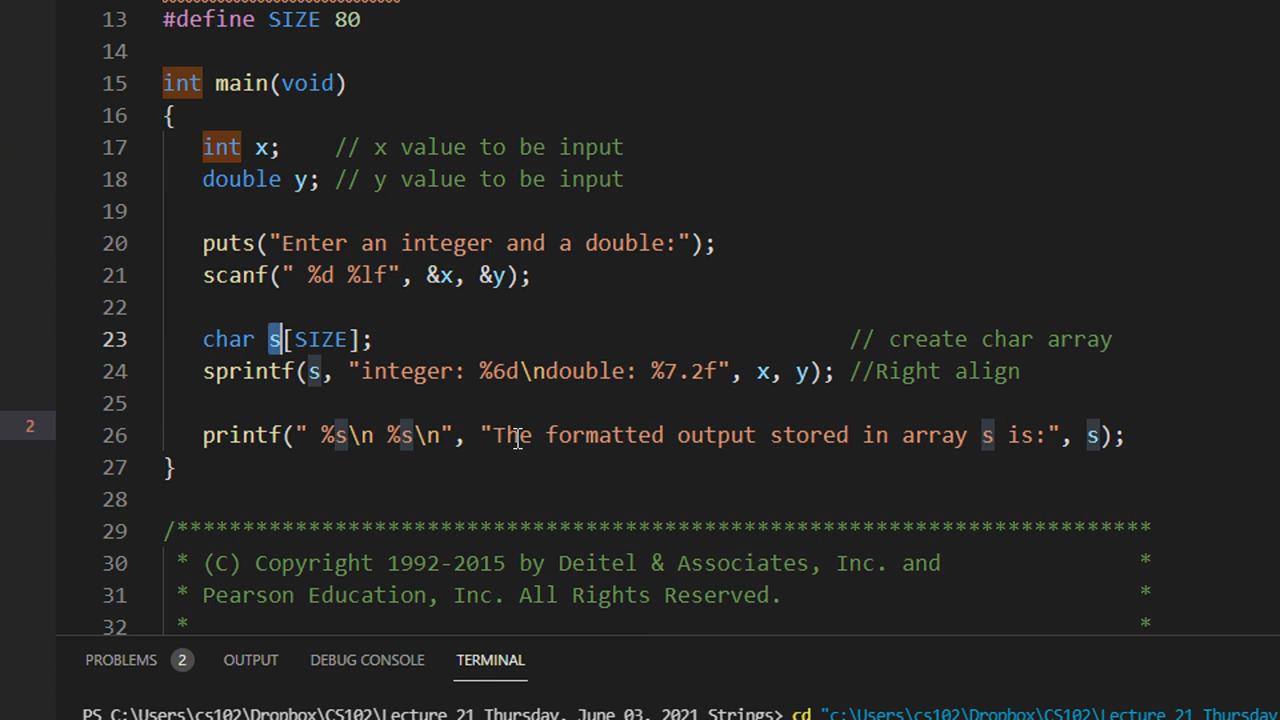 13 #define SIZE 80
14
15 int main(void)
16 {
17    int x;    // x value to be input
18    double y; // y value to be input
19
20    puts("Enter an integer and a double:");
21    scanf(" %d %lf", &x, &y);
22
23    char s[SIZE];                                    // create char array
24    sprintf(s, "integer: %6d\ndouble: %7.2f", x, y); //Right align
25
2
26    printf(" %s\n %s\n", "The formatted output stored in array s is:", s);
27 }
28
29 /**************************************************************************
30  * (C) Copyright 1992-2015 by Deitel & Associates, Inc. and               *
31  * Pearson Education, Inc. All Rights Reserved.                           *
32  *                                                                        *
PROBLEMS 2 OUTPUT DEBUG CONSOLE TERMINAL
PS C:\Users\cs102\Dropbox\CS102\Lecture 21 Thursday, June 03, 2021 Strings> cd "c:\Users\cs102\Dropbox\CS102\Lecture 21 Thursday